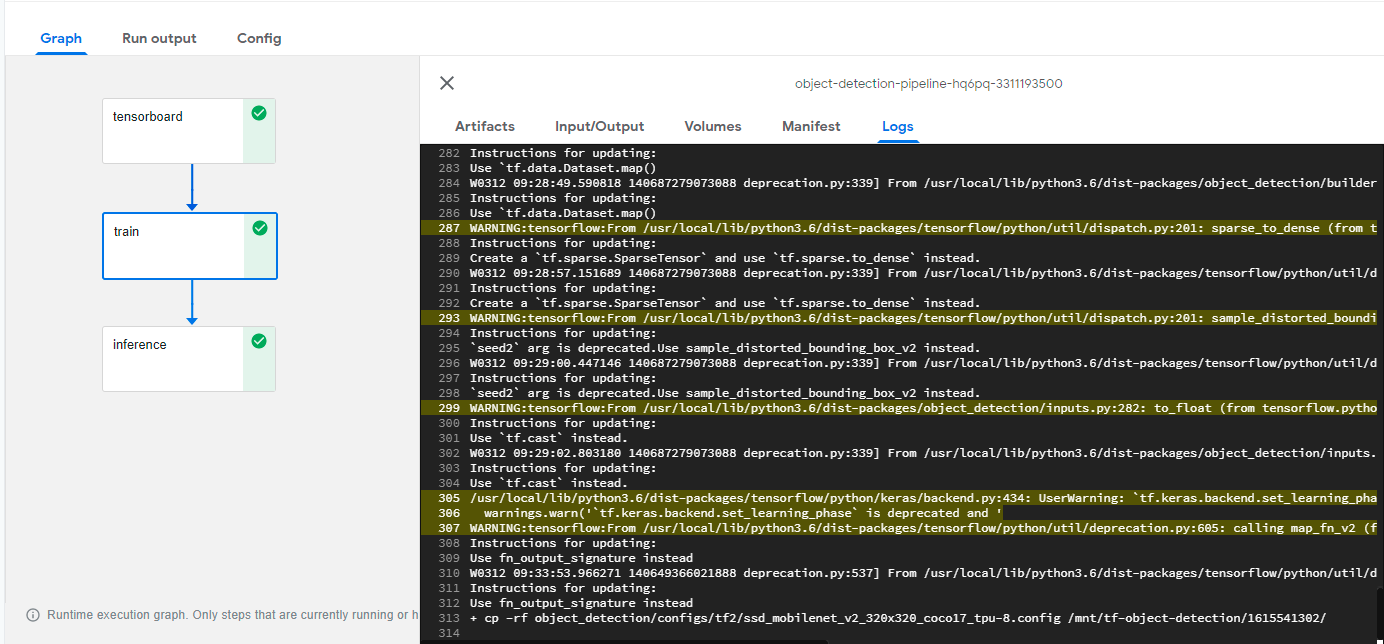 Graph Run output Config
object-detection-pipeline-hq6pq-3311193500
Artifacts Input/Output Volumes Manifest Logs
tensorboard
train
inference
Runtime execution graph. Only steps that are currently running or h
282 Instructions for updating:
283 Use `tf.data.Dataset.map()
284 W0312 09:28:49.590818 140687279073088 deprecation.py:339] From /usr/local/lib/python3.6/dist-packages/object_detection/builder
285 Instructions for updating:
286 Use `tf.data.Dataset.map()
287 WARNING:tensorflow:From /usr/local/lib/python3.6/dist-packages/tensorflow/python/util/dispatch.py:201: sparse_to_dense (from t
288 Instructions for updating:
289 Create a `tf.sparse.SparseTensor` and use `tf.sparse.to_dense` instead.
290 W0312 09:28:57.151689 140687279073088 deprecation.py:339] From /usr/local/lib/python3.6/dist-packages/tensorflow/python/util/d
291 Instructions for updating:
292 Create a `tf.sparse.SparseTensor` and use `tf.sparse.to_dense` instead.
293 WARNING:tensorflow:From /usr/local/lib/python3.6/dist-packages/tensorflow/python/util/dispatch.py:201: sample_distorted_boundi
294 Instructions for updating:
295 `seed2` arg is deprecated.Use sample_distorted_bounding_box_v2 instead.
296 W0312 09:29:00.447146 140687279073088 deprecation.py:339] From /usr/local/lib/python3.6/dist-packages/tensorflow/python/util/d
297 Instructions for updating:
298 `seed2` arg is deprecated.Use sample_distorted_bounding_box_v2 instead.
299 WARNING:tensorflow:From /usr/local/lib/python3.6/dist-packages/object_detection/inputs.py:282: to_float (from tensorflow.pytho
300 Instructions for updating:
301 Use `tf.cast` instead.
302 W0312 09:29:02.803180 140687279073088 deprecation.py:339] From /usr/local/lib/python3.6/dist-packages/object_detection/inputs.
303 Instructions for updating:
304 Use `tf.cast` instead.
305 /usr/local/lib/python3.6/dist-packages/tensorflow/python/keras/backend.py:434: UserWarning: `tf.keras.backend.set_learning_pha
306 warnings.warn('`tf.keras.backend.set_learning_phase` is deprecated and '
307 WARNING:tensorflow:From /usr/local/lib/python3.6/dist-packages/tensorflow/python/util/deprecation.py:605: calling map_fn_v2 (f
308 Instructions for updating:
309 Use fn_output_signature instead
310 W0312 09:33:53.966271 140649366021888 deprecation.py:537] From /usr/local/lib/python3.6/dist-packages/tensorflow/python/util/d
311 Instructions for updating:
312 Use fn_output_signature instead
313 + cp -rf object_detection/configs/tf2/ssd_mobilenet_v2_320x320_coco17_tpu-8.config /mnt/tf-object-detection/1615541302/
314